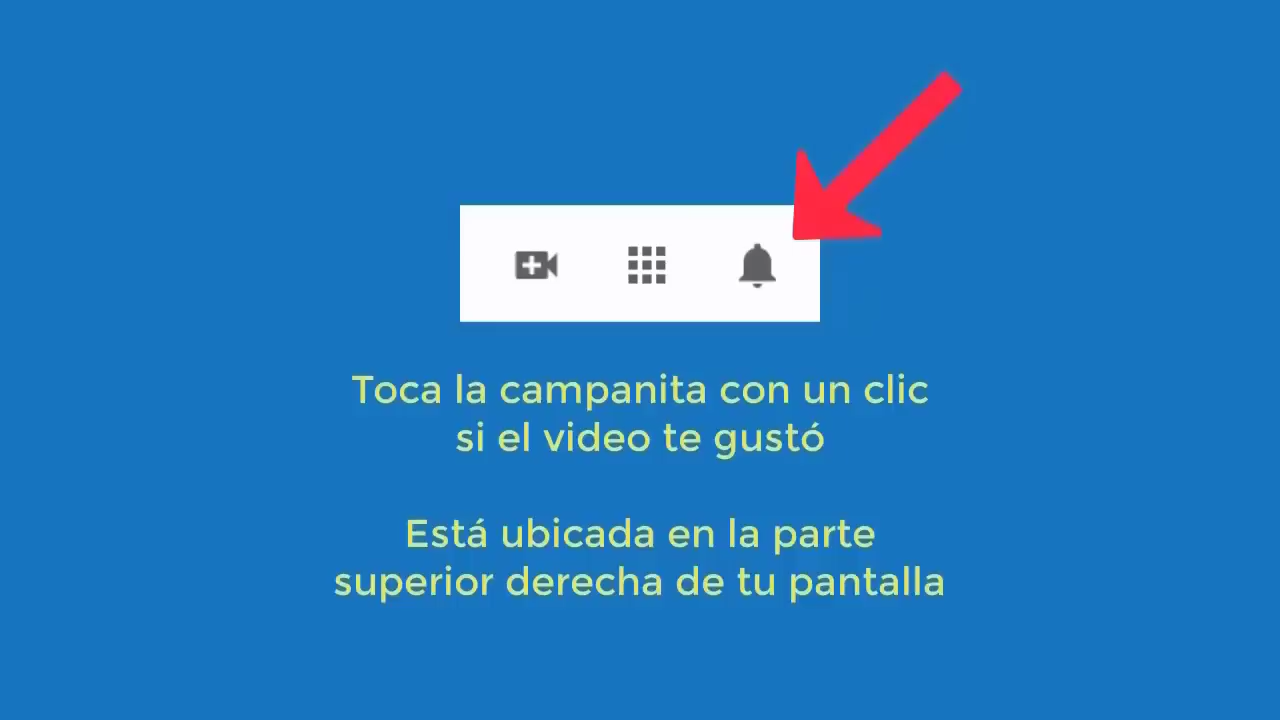 Toca la campanita con un clic
si el video te gustó
Está ubicada en la parte
superior derecha de tu pantalla